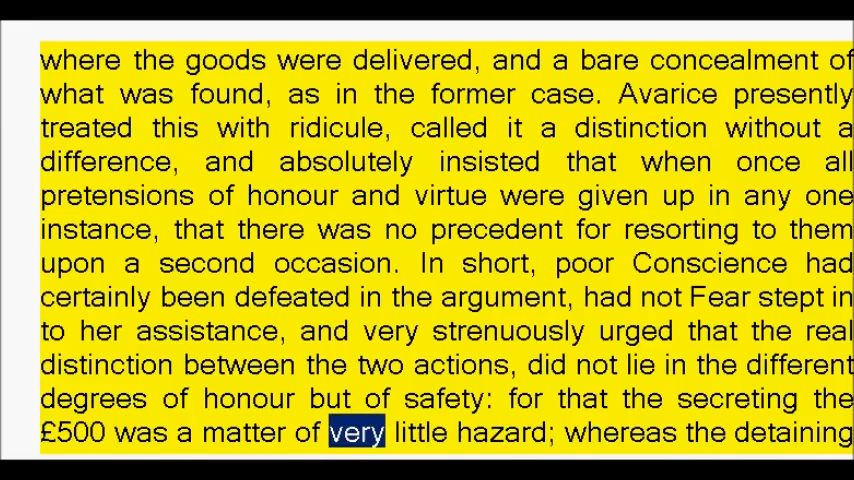 where the goods were delivered, and a bare concealment of
what was found, as in the former case. Avarice presently
treated this with ridicule, called it a distinction without a
difference, and absolutely insisted that when once all
pretensions of honour and virtue were given up in any one
instance, that there was no precedent for resorting to them
upon a second occasion. In short, poor Conscience had
certainly been defeated in the argument, had not Fear stept in
to her assistance, and very strenuously urged that the real
distinction between the two actions, did not lie in the different
degrees of honour but of safety: for that the secreting the
£500 was a matter of very little hazard; whereas the detaining